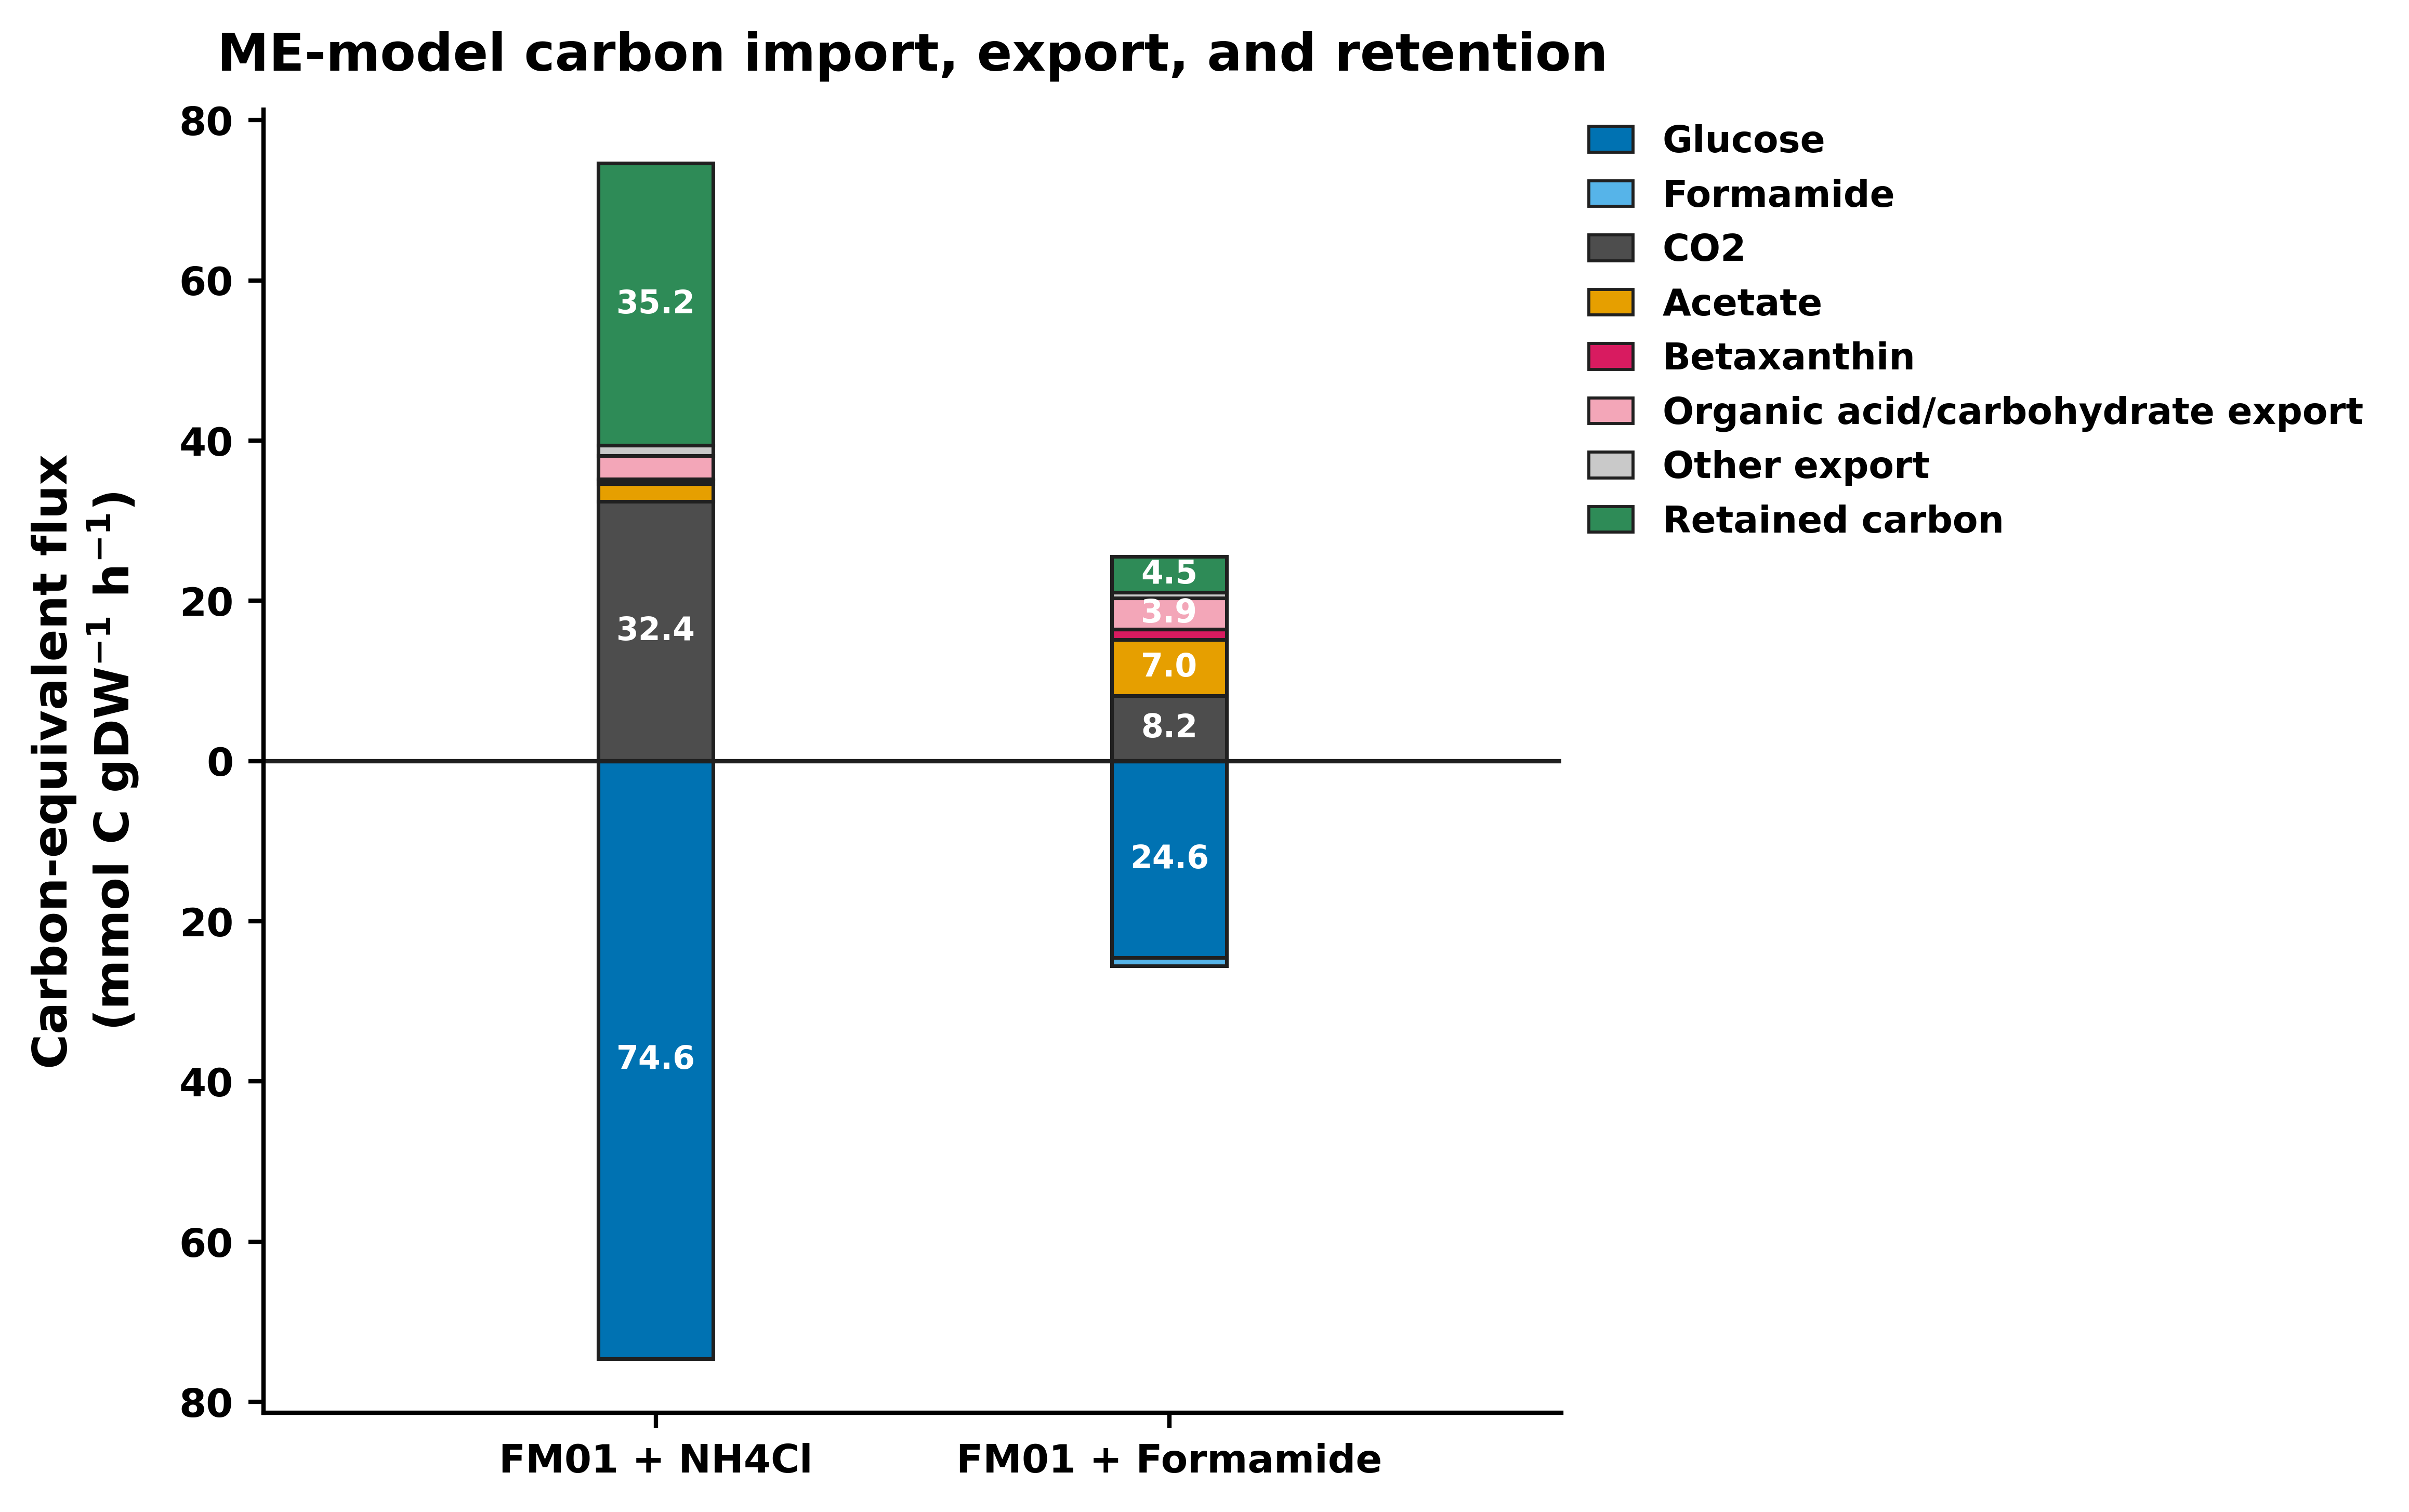 ME-model carbon import, export, and retention
Carbon-equivalent flux
(mmol C gDW⁻¹ h⁻¹)
80
60
40
20
0
20
40
60
80
35.2
32.4
74.6
4.5
3.9
7.0
8.2
24.6
FM01 + NH4Cl
FM01 + Formamide
Glucose
Formamide
CO2
Acetate
Betaxanthin
Organic acid/carbohydrate export
Other export
Retained carbon